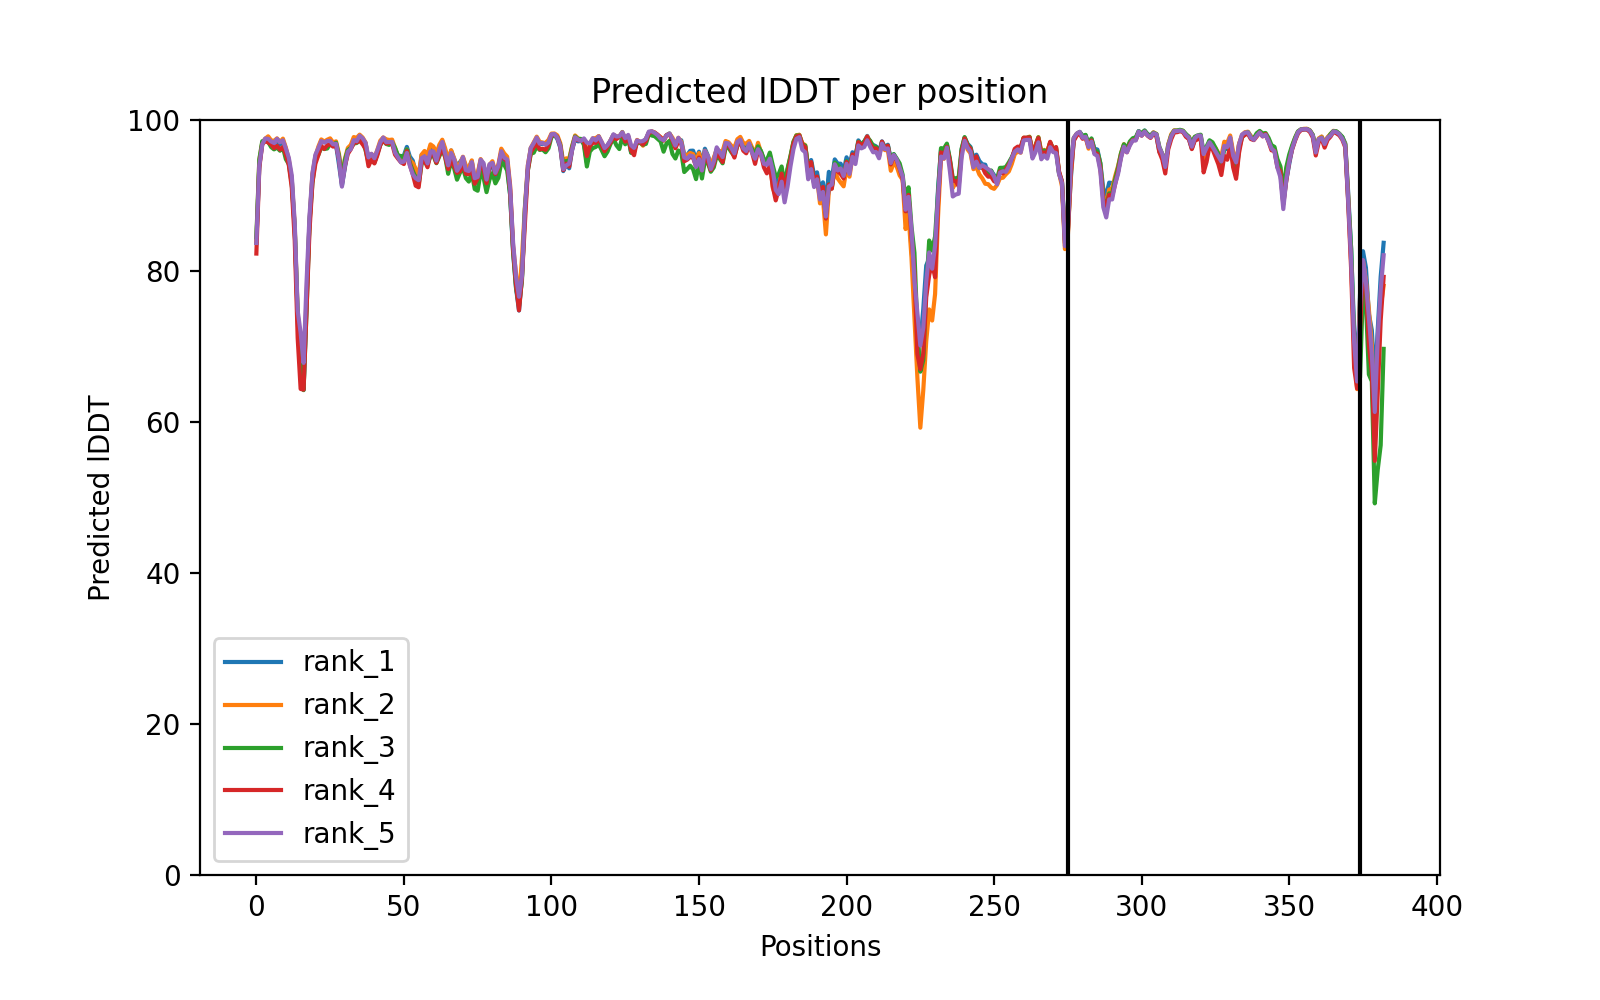 Predicted lDDT per position
100
80
60
40
20
0
Predicted lDDT
rank_1
rank_2
rank_3
rank_4
rank_5
0 50 100 150 200 250 300 350 400
Positions